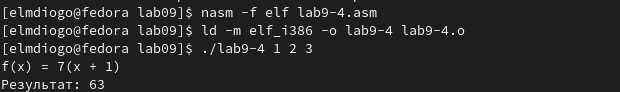 [elmdiogo@fedora lab09]$ nasm -f elf lab9-4.asm
[elmdiogo@fedora lab09]$ ld -m elf_i386 -o lab9-4 lab9-4.o
[elmdiogo@fedora lab09]$ ./lab9-4 1 2 3
f(x) = 7(x + 1)
Результат: 63